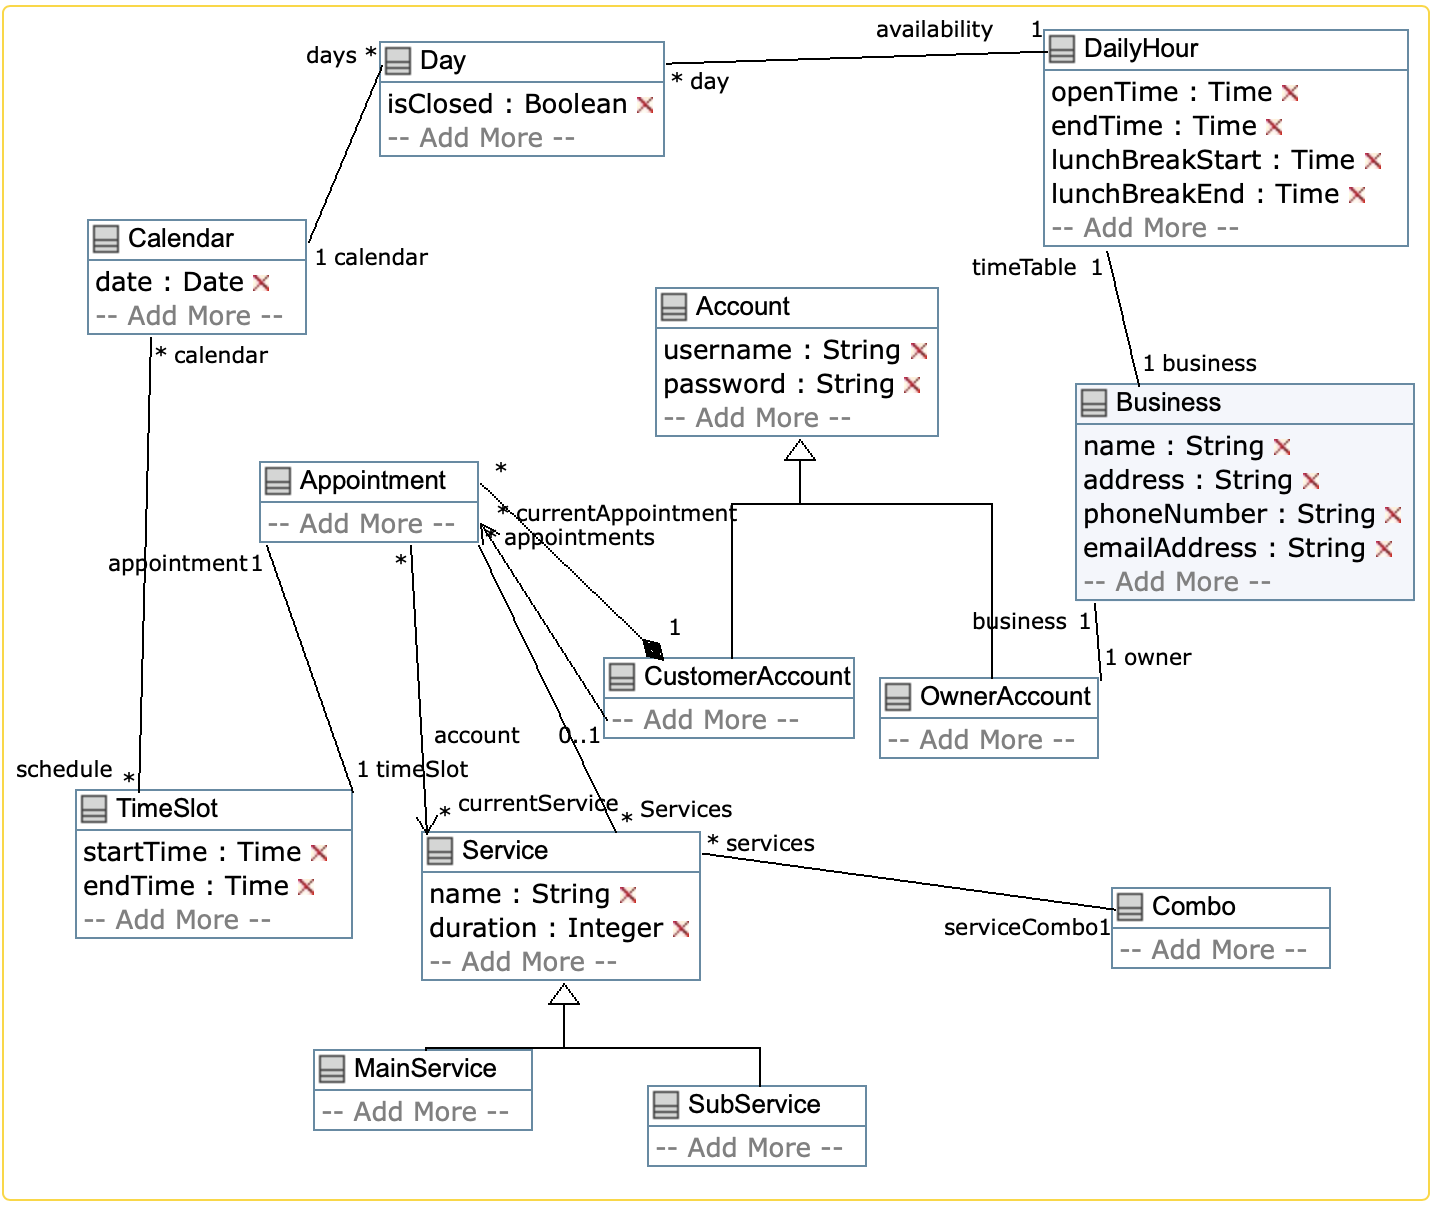 availability 1
days *
Day
isClosed : Boolean
-- Add More --
* day
DailyHour
openTime : Time
endTime : Time
lunchBreakStart : Time
lunchBreakEnd : Time
-- Add More --
Calendar
date : Date
-- Add More --
1 calendar
* calendar
timeTable 1
1 business
Account
username : String
password : String
-- Add More --
Business
name : String
address : String
phoneNumber : String
emailAddress : String
-- Add More --
Appointment
-- Add More --
*
* currentAppointment
* appointments
appointment 1
*
1
business 1
1 owner
CustomerAccount
-- Add More --
OwnerAccount
-- Add More --
account 0..1
schedule *
1 timeSlot
TimeSlot
startTime : Time
endTime : Time
-- Add More --
* currentService
* Services
Service
name : String
duration : Integer
-- Add More --
* services
serviceCombo 1
Combo
-- Add More --
MainService
-- Add More --
SubService
-- Add More --